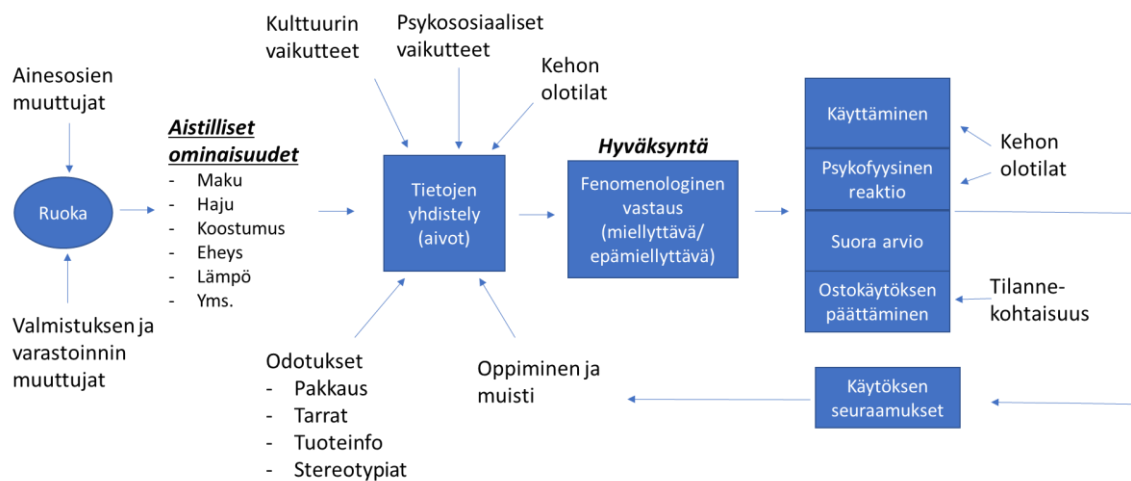 Ainesosien
muuttujat
Ruoka
Valmistuksen ja
varastoinnin
muuttujat
Aistilliset
ominaisuudet
- Maku
- Haju
- Koostumus
- Eheys
- Lämpö
- Yms.
Kulttuurin
vaikutteet
Psykososiaaliset
vaikutteet
Kehon
olotilat
Tietojen
yhdistely
(aivot)
Odotukset
- Pakkaus
- Tarrat
- Tuoteinfo
- Stereotypiat
Oppiminen ja
muisti
Hyväksyntä
Fenomenologinen
vastaus
(miellyttävä/
epämiellyttävä)
Käyttäminen
Psykofyysinen
reaktio
Suora arvio
Ostokäytöksen
päättäminen
Kehon
olotilat
Tilanne-
kohtaisuus
Käytöksen
seuraamukset